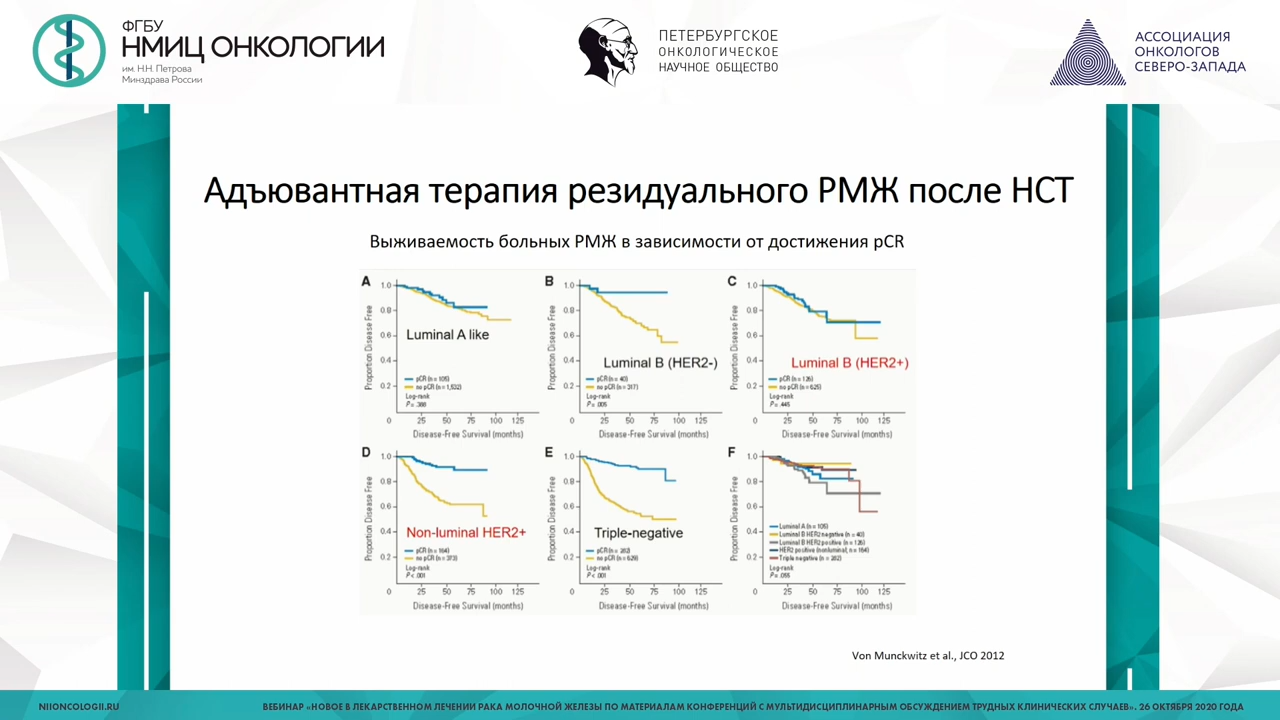 ФГБУ
НМИЦ ОНКОЛОГИИ
им. Н.Н. Петрова
Минздрава России
ПЕТЕРБУРГСКОЕ
ОНКОЛОГИЧЕСКОЕ
НАУЧНОЕ ОБЩЕСТВО
АССОЦИАЦИЯ
ОНКОЛОГОВ
СЕВЕРО-ЗАПАДА
Адъювантная терапия резидуального РМЖ после НСТ
Выживаемость больных РМЖ в зависимости от достижения pCR
A
Proportion Disease Free
1.0
0.8
0.6
0.4
0.2
Luminal A like
pCR (n = 105)
no pCR (n = 1,532)
Log-rank
P = .388
0 25 50 75 100 125
Disease-Free Survival (months)
B
Proportion Disease Free
1.0
0.8
0.6
0.4
0.2
Luminal B (HER2-)
pCR (n = 40)
no pCR (n = 317)
Log-rank
P = .005
0 25 50 75 100 125
Disease-Free Survival (months)
C
Proportion Disease Free
1.0
0.8
0.6
0.4
0.2
Luminal B (HER2+)
pCR (n = 126)
no pCR (n = 625)
Log-rank
P = .445
0 25 50 75 100 125
Disease-Free Survival (months)
D
Proportion Disease Free
1.0
0.8
0.6
0.4
0.2
Non-luminal HER2+
pCR (n = 164)
no pCR (n = 373)
Log-rank
P < .001
0 25 50 75 100 125
Disease-Free Survival (months)
E
Proportion Disease Free
1.0
0.8
0.6
0.4
0.2
Triple-negative
pCR (n = 282)
no pCR (n = 629)
Log-rank
P < .001
0 25 50 75 100 125
Disease-Free Survival (months)
F
Proportion Disease Free
1.0
0.8
0.6
0.4
0.2
Luminal A (n = 105)
Luminal B HER2 negative (n = 40)
Luminal B HER2 positive (n = 126)
HER2 positive (nonluminal, n = 164)
Triple negative (n = 282)
Log-rank
0 25 50 75 100 125
Disease-Free Survival (months)
Von Munckwitz et al., JCO 2012
NIIONCOLOGII.RU
ВЕБИНАР «НОВОЕ В ЛЕКАРСТВЕННОМ ЛЕЧЕНИИ РАКА МОЛОЧНОЙ ЖЕЛЕЗЫ ПО МАТЕРИАЛАМ КОНФЕРЕНЦИЙ С МУЛЬТИДИСЦИПЛИНАРНЫМ ОБСУЖДЕНИЕМ ТРУДНЫХ КЛИНИЧЕСКИХ СЛУЧАЕВ». 26 ОКТЯБРЯ 2020 ГОДА